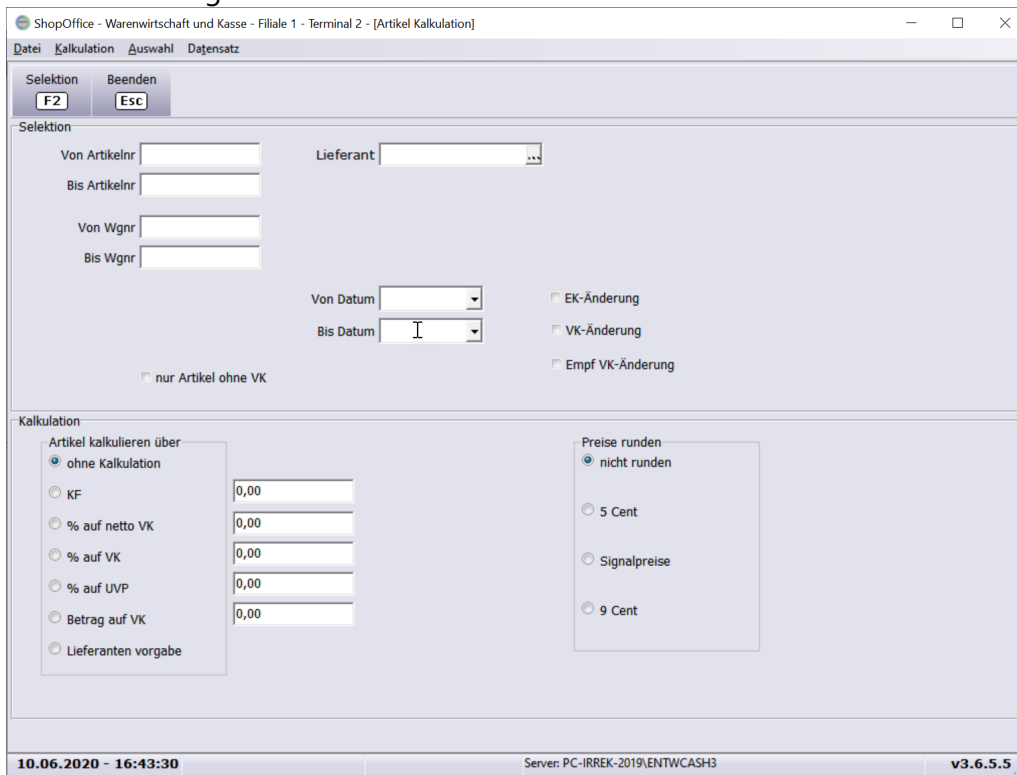 ShopOffice - Warenwirtschaft und Kasse - Filiale 1 - Terminal 2 - [Artikel Kalkulation]
Datei Kalkulation Auswahl Datensatz
Selektion Beenden
F2 Esc
Selektion
Von Artikelnr Lieferant ...
Bis Artikelnr
Von Wgnr
Bis Wgnr
Von Datum EK-Änderung
Bis Datum VK-Änderung
Empf VK-Änderung
nur Artikel ohne VK
Kalkulation
Artikel kalkulieren über Preise runden
ohne Kalkulation nicht runden
KF 0,00
5 Cent
% auf netto VK 0,00
% auf VK 0,00
Signalpreise
% auf UVP 0,00
Betrag auf VK 0,00
9 Cent
Lieferanten vorgabe
10.06.2020 - 16:43:30 Server: PC-IRREK-2019\ENTWCASH3 v3.6.5.5